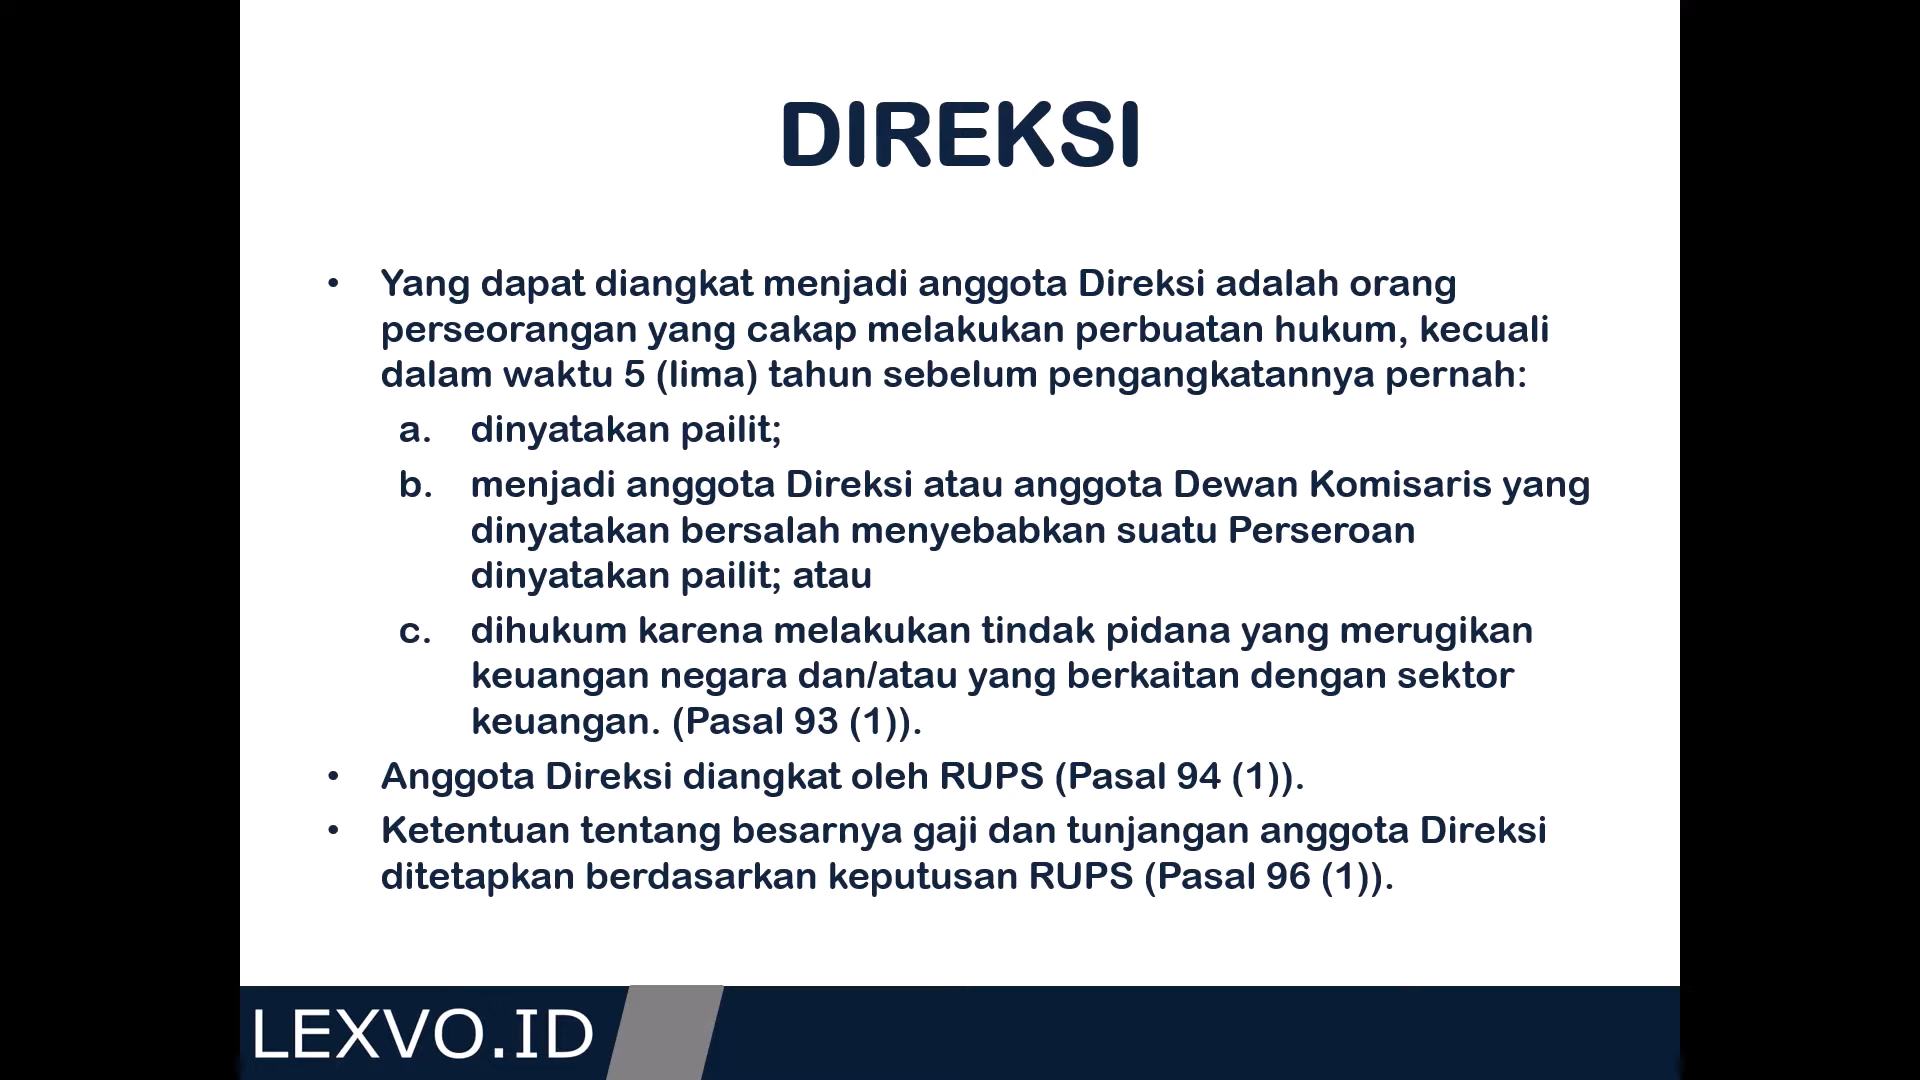 DIREKSI
• Yang dapat diangkat menjadi anggota Direksi adalah orang
perseorangan yang cakap melakukan perbuatan hukum, kecuali
dalam waktu 5 (lima) tahun sebelum pengangkatannya pernah:
a. dinyatakan pailit;
b. menjadi anggota Direksi atau anggota Dewan Komisaris yang
dinyatakan bersalah menyebabkan suatu Perseroan
dinyatakan pailit; atau
c. dihukum karena melakukan tindak pidana yang merugikan
keuangan negara dan/atau yang berkaitan dengan sektor
keuangan. (Pasal 93 (1)).
• Anggota Direksi diangkat oleh RUPS (Pasal 94 (1)).
• Ketentuan tentang besarnya gaji dan tunjangan anggota Direksi
ditetapkan berdasarkan keputusan RUPS (Pasal 96 (1)).
LEXVO.ID